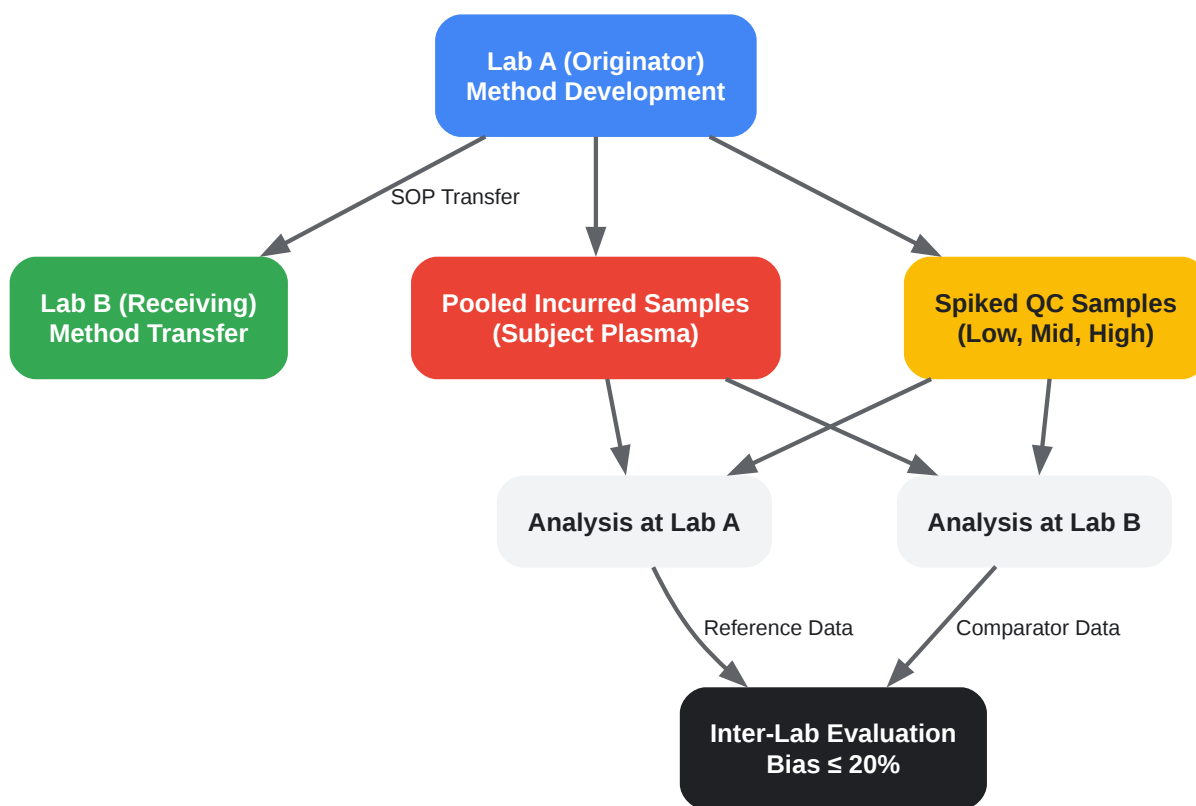 Lab A (Originator)
Method Development
SOP Transfer
Lab B (Receiving)
Method Transfer
Pooled Incurred Samples
(Subject Plasma)
Spiked QC Samples
(Low, Mid, High)
Analysis at Lab A
Analysis at Lab B
Reference Data
Comparator Data
Inter-Lab Evaluation
Bias ≤ 20%